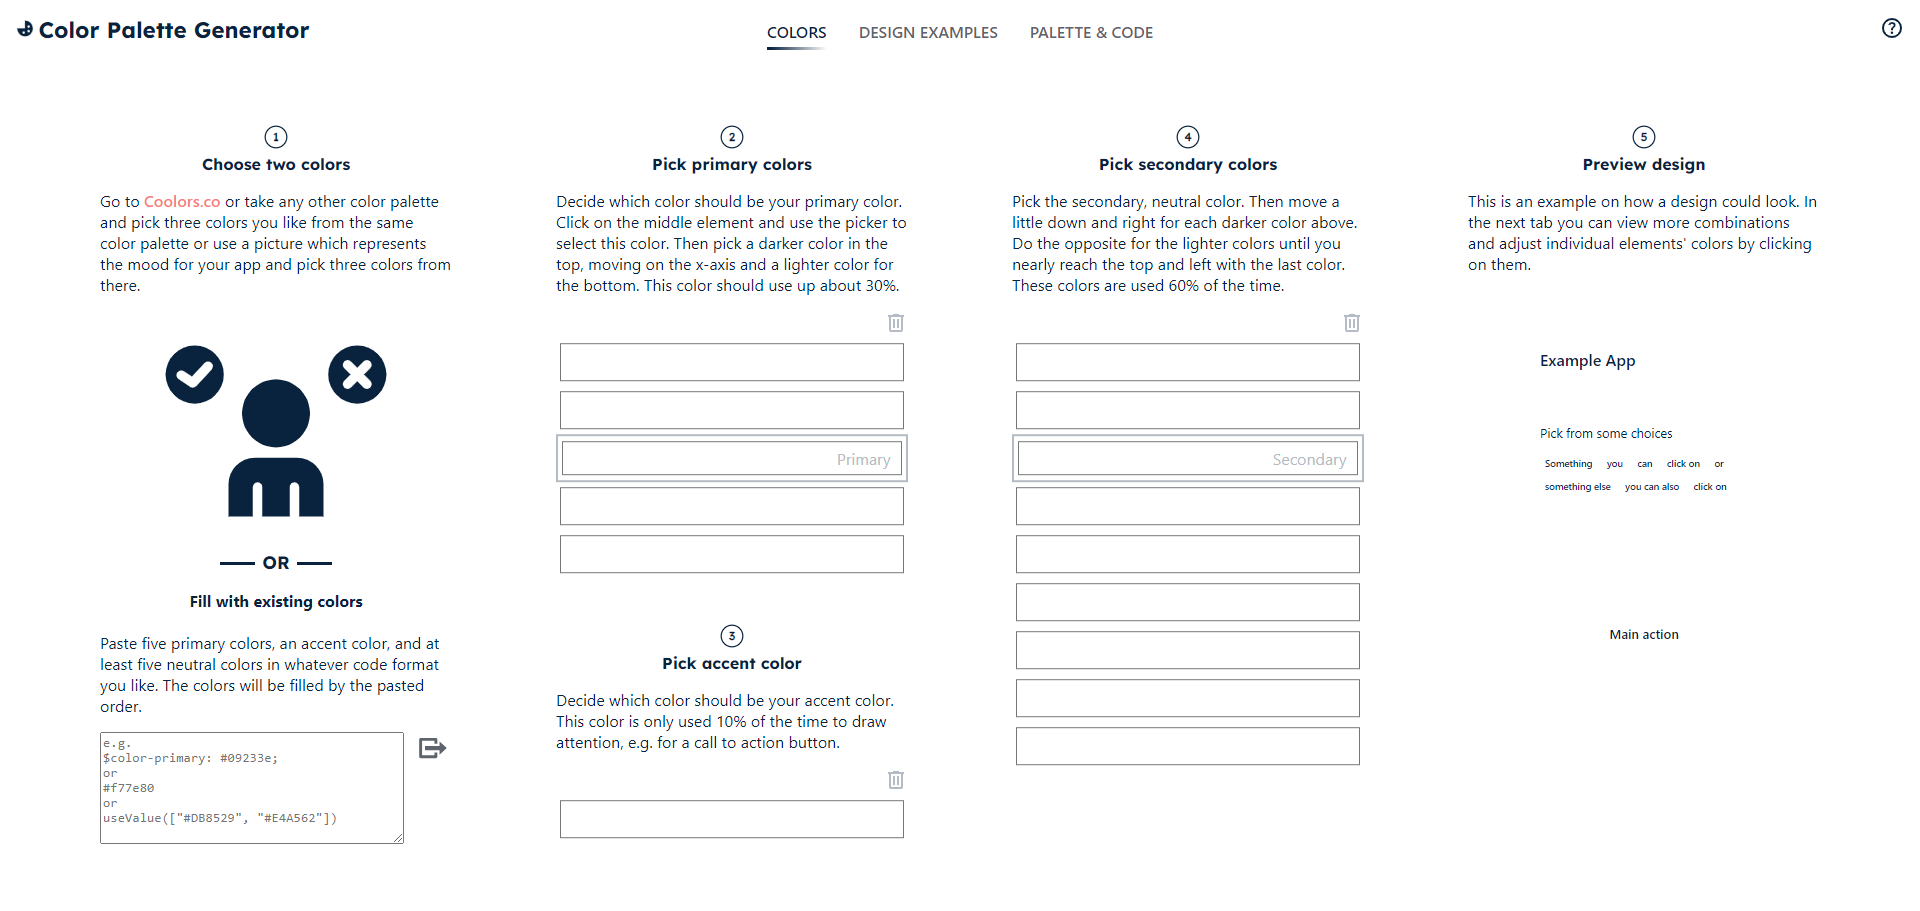 Color Palette Generator
COLORS
DESIGN EXAMPLES
PALETTE & CODE
?
1
Choose two colors
Go to Coolors.co or take any other color palette
and pick three colors you like from the same
color palette or use a picture which represents
the mood for your app and pick three colors from
there.
OR
Fill with existing colors
Paste five primary colors, an accent color, and at
least five neutral colors in whatever code format
you like. The colors will be filled by the pasted
order.
e.g.
$color-primary: #09233e;
or
#f77e80
or
useValue(["#DB8529", "#E4A562"])
2
Pick primary colors
Decide which color should be your primary color.
Click on the middle element and use the picker to
select this color. Then pick a darker color in the
top, moving on the x-axis and a lighter color for
the bottom. This color should use up about 30%.
Primary
3
Pick accent color
Decide which color should be your accent color.
This color is only used 10% of the time to draw
attention, e.g. for a call to action button.
4
Pick secondary colors
Pick the secondary, neutral color. Then move a
little down and right for each darker color above.
Do the opposite for the lighter colors until you
nearly reach the top and left with the last color.
These colors are used 60% of the time.
Secondary
5
Preview design
This is an example on how a design could look. In
the next tab you can view more combinations
and adjust individual elements' colors by clicking
on them.
Example App
Pick from some choices
Something you can click on or
something else you can also click on
Main action